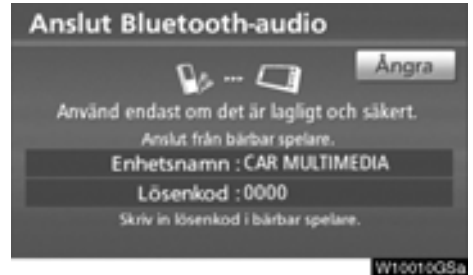 Anslut Bluetooth-audio
Ångra
Använd endast om det är lagligt och säkert.
Anslut från bärbar spelare.
Enhetsnamn : CAR MULTIMEDIA
Lösenkod : 0000
Skriv in lösenkod i bärbar spelare.
W10010GSa